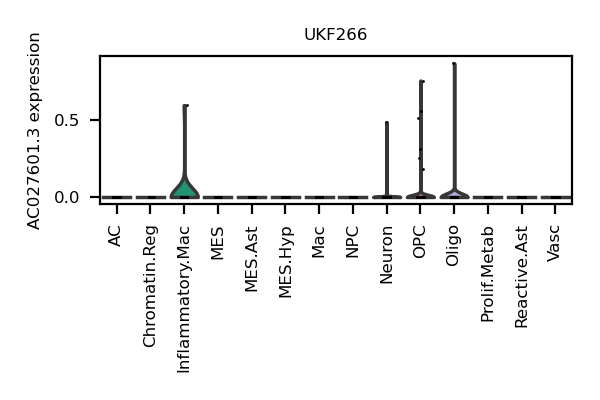 UKF266
AC027601.3 expression
0.5
0.0
AC
Chromatin.Reg
Inflammatory.Mac
MES
MES.Ast
MES.Hyp
Mac
NPC
Neuron
OPC
Oligo
Prolif.Metab
Reactive.Ast
Vasc